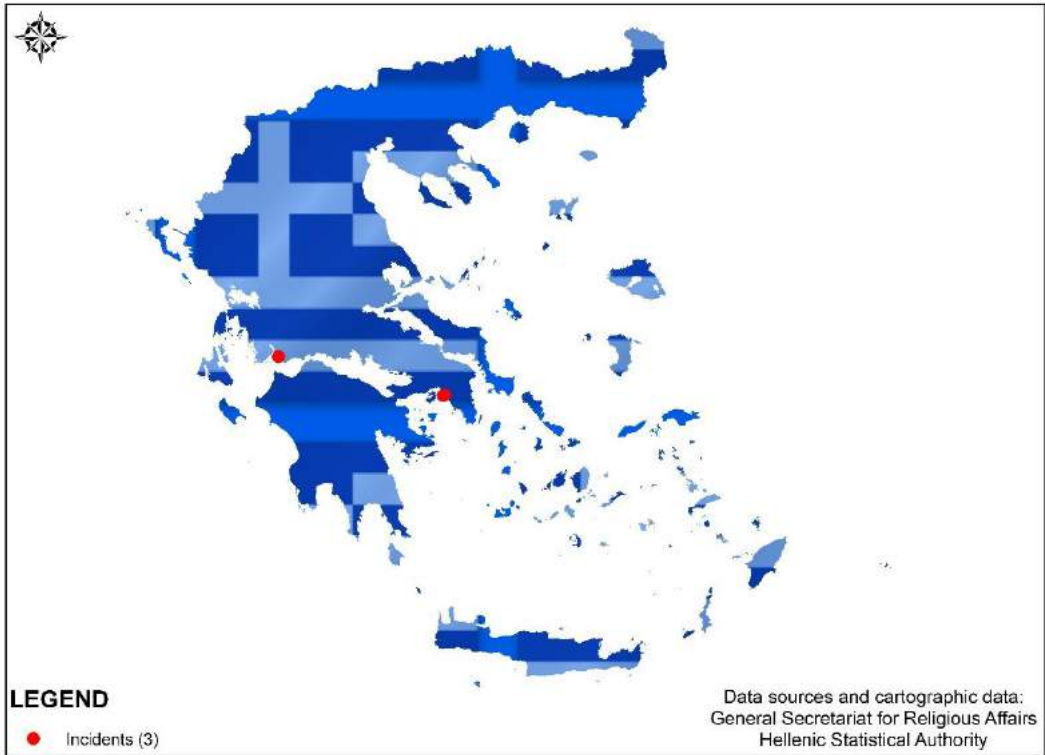 LEGEND
Incidents (3)
Data sources and cartographic data:
General Secretariat for Religious Affairs
Hellenic Statistical Authority